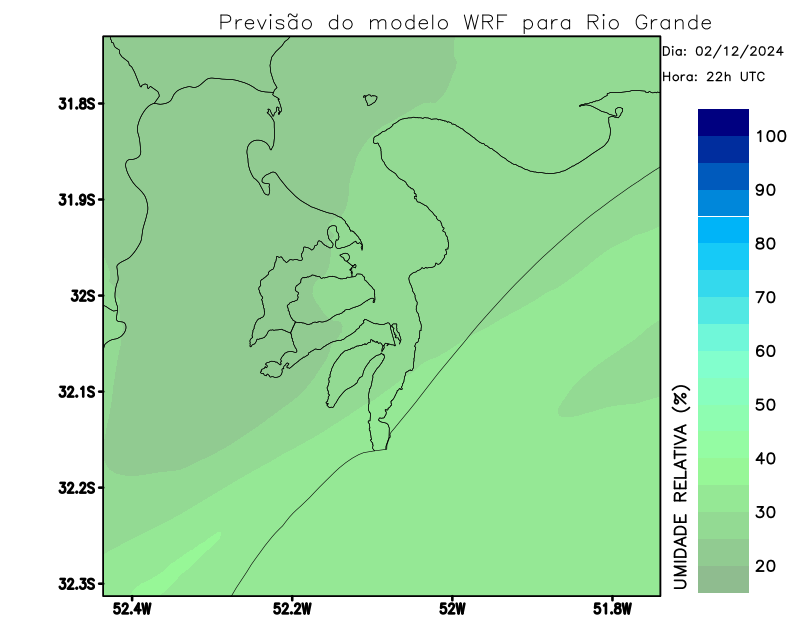 Previsão do modelo WRF para Rio Grande
Dia: 02/12/2024
Hora: 22h UTC
31.8S
31.9S
32S
32.1S
32.2S
32.3S
52.4W
52.2W
52W
51.8W
100
90
80
70
60
50
40
30
20
UMIDADE RELATIVA (%)